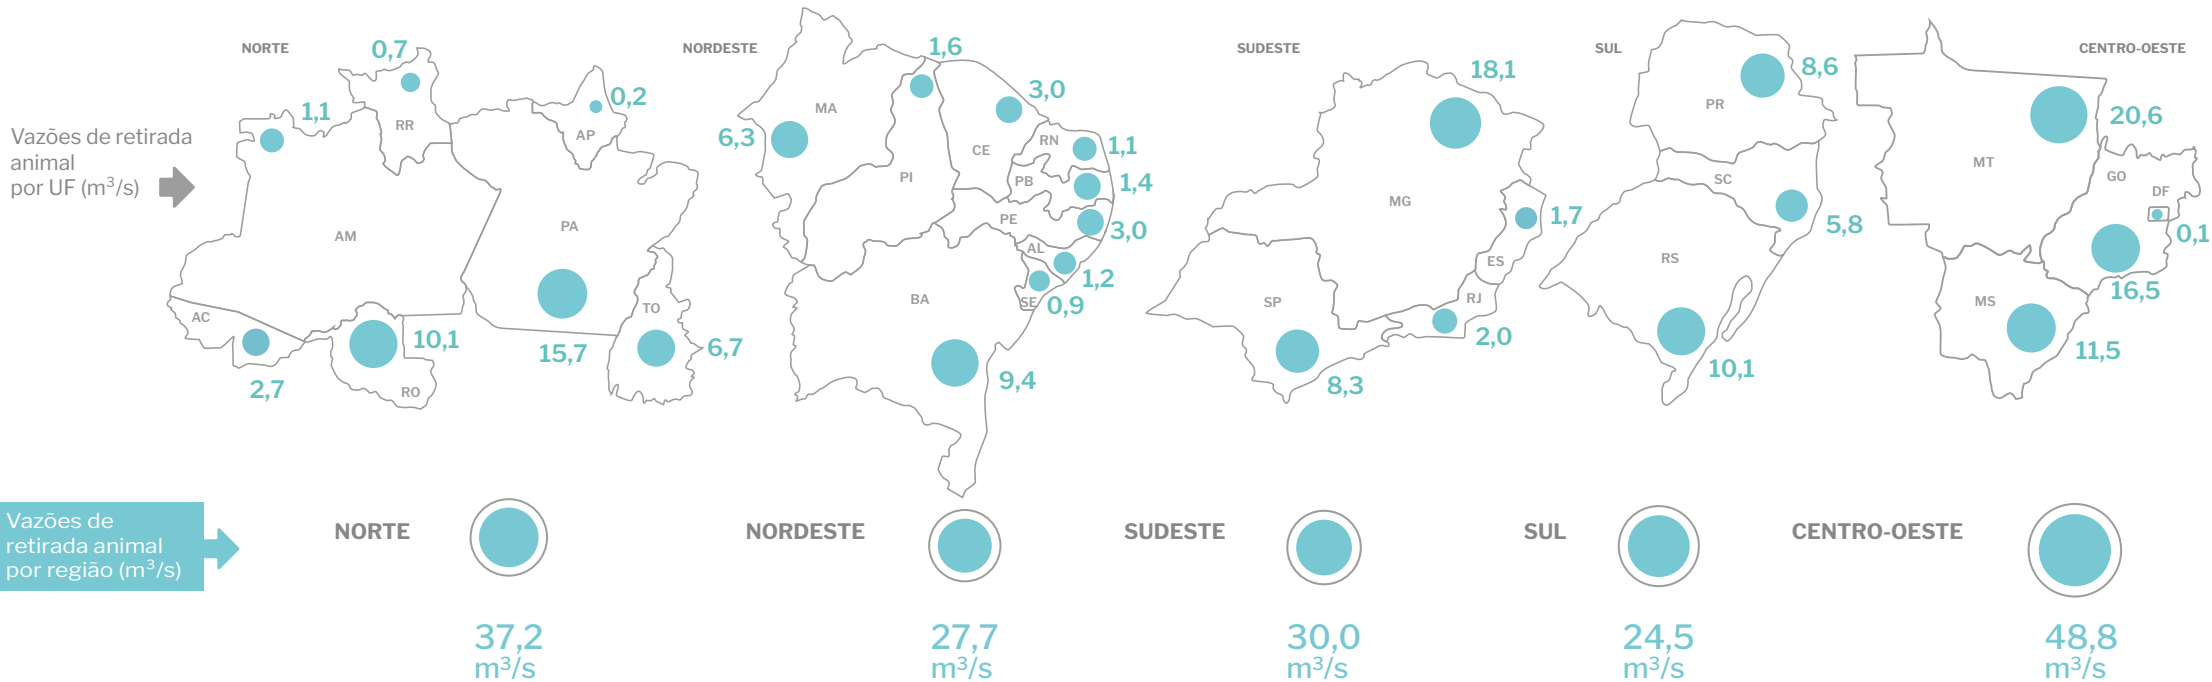 NORTE
NORDESTE
SUDESTE
SUL
CENTRO-OESTE
Vazões de retirada
animal
por UF (m³/s)
0,7
1,1
0,2
RR
AP
AM
PA
AC
TO
RO
10,1
15,7
6,7
2,7
1,6
3,0
6,3
MA
PI
CE
RN
1,1
PB
1,4
PE
3,0
AL
1,2
SE
0,9
BA
9,4
18,1
MG
1,7
ES
RJ
2,0
SP
8,3
8,6
PR
SC
5,8
RS
10,1
20,6
MT
GO
DF
0,1
16,5
MS
11,5
Vazões de
retirada animal
por região (m³/s)
NORTE
37,2
m³/s
NORDESTE
27,7
m³/s
SUDESTE
30,0
m³/s
SUL
24,5
m³/s
CENTRO-OESTE
48,8
m³/s